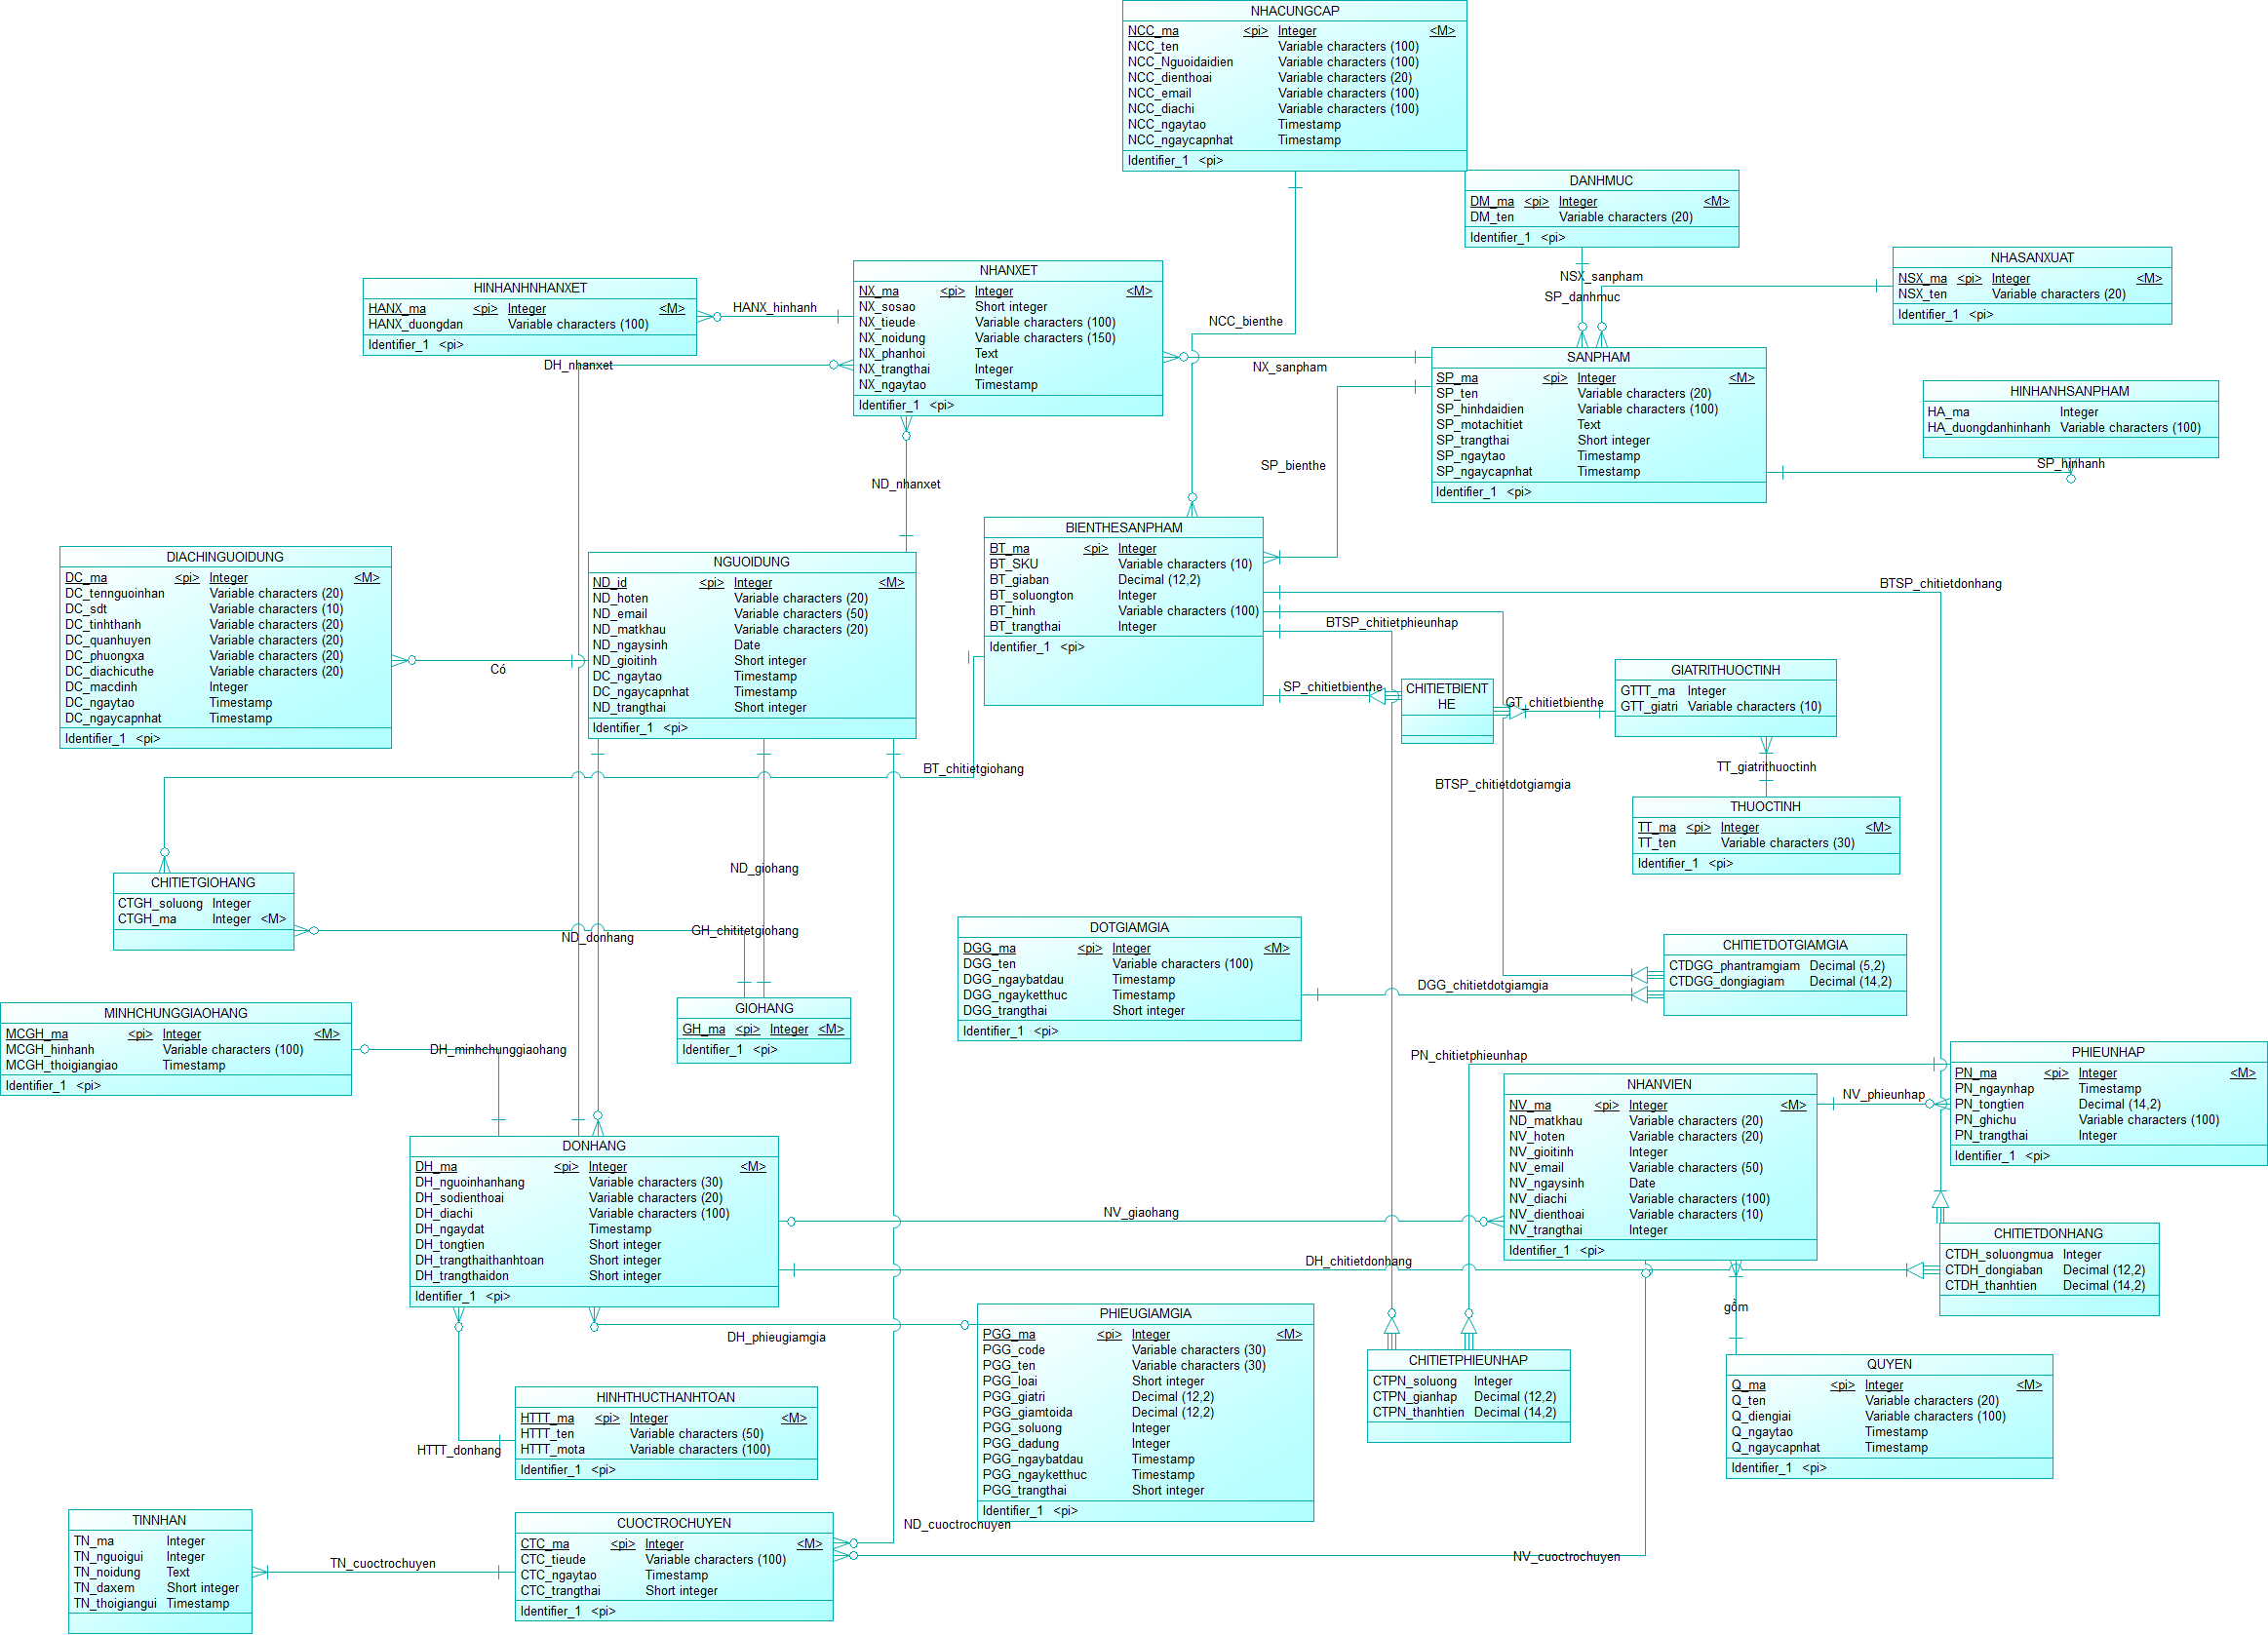 NHACUNGCAP
NCC_ma <pi> Integer <M>
NCC_ten Variable characters (100)
NCC_Nguoidaidien Variable characters (100)
NCC_dienthoai Variable characters (20)
NCC_email Variable characters (100)
NCC_diachi Variable characters (100)
NCC_ngaytao Timestamp
NCC_ngaycapnhat Timestamp
Identifier_1 <pi>
DANHMUC
DM_ma <pi> Integer <M>
DM_ten Variable characters (20)
Identifier_1 <pi>
NHASANXUAT
NSX_ma <pi> Integer <M>
NSX_ten Variable characters (20)
Identifier_1 <pi>
NSX_sanpham
SP_danhmuc
HINHANHNHANXET
HANX_ma <pi> Integer <M>
HANX_duongdan Variable characters (100)
Identifier_1 <pi>
HANX_hinhanh
NHANXET
NX_ma <pi> Integer <M>
NX_sosao Short integer
NX_tieude Variable characters (100)
NX_noidung Variable characters (150)
NX_phanhoi Text
NX_trangthai Integer
NX_ngaytao Timestamp
Identifier_1 <pi>
NCC_bienthe
DH_nhanxet
NX_sanpham
SANPHAM
SP_ma <pi> Integer <M>
SP_ten Variable characters (20)
SP_hinhdaidien Variable characters (100)
SP_motachitiet Text
SP_trangthai Short integer
SP_ngaytao Timestamp
SP_ngaycapnhat Timestamp
Identifier_1 <pi>
HINHANHSANPHAM
HA_ma Integer
HA_duongdanhinhanh Variable characters (100)
SP_hinhanh
SP_bienthe
ND_nhanxet
DIACHINGUOIDUNG
DC_ma <pi> Integer <M>
DC_tennguoinhan Variable characters (20)
DC_sdt Variable characters (10)
DC_tinhthanh Variable characters (20)
DC_quanhuyen Variable characters (20)
DC_phuongxa Variable characters (20)
DC_diachicuthe Variable characters (20)
DC_macdinh Integer
DC_ngaytao Timestamp
DC_ngaycapnhat Timestamp
Identifier_1 <pi>
Có
NGUOIDUNG
ND_id <pi> Integer <M>
ND_hoten Variable characters (20)
ND_email Variable characters (50)
ND_matkhau Variable characters (20)
ND_ngaysinh Date
ND_gioitinh Short integer
DC_ngaytao Timestamp
DC_ngaycapnhat Timestamp
ND_trangthai Short integer
Identifier_1 <pi>
BIENTHESANPHAM
BT_ma <pi> Integer
BT_SKU Variable characters (10)
BT_giaban Decimal (12,2)
BT_soluongton Integer
BT_hinh Variable characters (100)
BT_trangthai Integer
Identifier_1 <pi>
BTSP_chitietdonhang
BTSP_chitietphieunhap
SP_chitietbienthe
CHITIETBIENT
HE
GT_chitietbienthe
GIATRITHUOCTINH
GTTT_ma Integer
GTT_giatri Variable characters (10)
TT_giatrithuoctinh
BT_chitietgiohang
BTSP_chitietdotgiamgia
THUOCTINH
TT_ma <pi> Integer <M>
TT_ten Variable characters (30)
Identifier_1 <pi>
CHITIETGIOHANG
CTGH_soluong Integer
CTGH_ma Integer <M>
ND_giohang
ND_donhang
GH_chititetgiohang
DOTGIAMGIA
DGG_ma <pi> Integer <M>
DGG_ten Variable characters (100)
DGG_ngaybatdau Timestamp
DGG_ngayketthuc Timestamp
DGG_trangthai Short integer
Identifier_1 <pi>
DGG_chitietdotgiamgia
CHITIETDOTGIAMGIA
CTDGG_phantramgiam Decimal (5,2)
CTDGG_dongiagiam Decimal (14,2)
MINHCHUNGGIAOHANG
MCGH_ma <pi> Integer <M>
MCGH_hinhanh Variable characters (100)
MCGH_thoigiangiao Timestamp
Identifier_1 <pi>
DH_minhchunggiaohang
GIOHANG
GH_ma <pi> Integer <M>
Identifier_1 <pi>
PN_chitietphieunhap
PHIEUNHAP
PN_ma <pi> Integer <M>
PN_ngaynhap Timestamp
PN_tongtien Decimal (14,2)
PN_ghichu Variable characters (100)
PN_trangthai Integer
Identifier_1 <pi>
NV_phieunhap
NHANVIEN
NV_ma <pi> Integer <M>
ND_matkhau Variable characters (20)
NV_hoten Variable characters (20)
NV_gioitinh Integer
NV_email Variable characters (50)
NV_ngaysinh Date
NV_diachi Variable characters (100)
NV_dienthoai Variable characters (10)
NV_trangthai Integer
Identifier_1 <pi>
DONHANG
DH_ma <pi> Integer <M>
DH_nguoinhanhang Variable characters (30)
DH_sodienthoai Variable characters (20)
DH_diachi Variable characters (100)
DH_ngaydat Timestamp
DH_tongtien Short integer
DH_trangthaithanhtoan Short integer
DH_trangthaidon Short integer
Identifier_1 <pi>
NV_giaohang
DH_chitietdonhang
CHITIETDONHANG
CTDH_soluongmua Integer
CTDH_dongiaban Decimal (12,2)
CTDH_thanhtien Decimal (14,2)
gồm
DH_phieugiamgia
PHIEUGIAMGIA
PGG_ma <pi> Integer <M>
PGG_code Variable characters (30)
PGG_ten Variable characters (30)
PGG_loai Short integer
PGG_giatri Decimal (12,2)
PGG_giamtoida Decimal (12,2)
PGG_soluong Integer
PGG_dadung Integer
PGG_ngaybatdau Timestamp
PGG_ngayketthuc Timestamp
PGG_trangthai Short integer
Identifier_1 <pi>
CHITIETPHIEUNHAP
CTPN_soluong Integer
CTPN_gianhap Decimal (12,2)
CTPN_thanhtien Decimal (14,2)
QUYEN
Q_ma <pi> Integer <M>
Q_ten Variable characters (20)
Q_diengiai Variable characters (100)
Q_ngaytao Timestamp
Q_ngaycapnhat Timestamp
Identifier_1 <pi>
HINHTHUCTHANHTOAN
HTTT_ma <pi> Integer <M>
HTTT_ten Variable characters (50)
HTTT_mota Variable characters (100)
Identifier_1 <pi>
HTTT_donhang
TINNHAN
TN_ma Integer
TN_nguoigui Integer
TN_noidung Text
TN_daxem Short integer
TN_thoigiangui Timestamp
TN_cuoctrochuyen
CUOCTROCHUYEN
CTC_ma <pi> Integer <M>
CTC_tieude Variable characters (100)
CTC_ngaytao Timestamp
CTC_trangthai Short integer
Identifier_1 <pi>
ND_cuoctrochuyen
NV_cuoctrochuyen